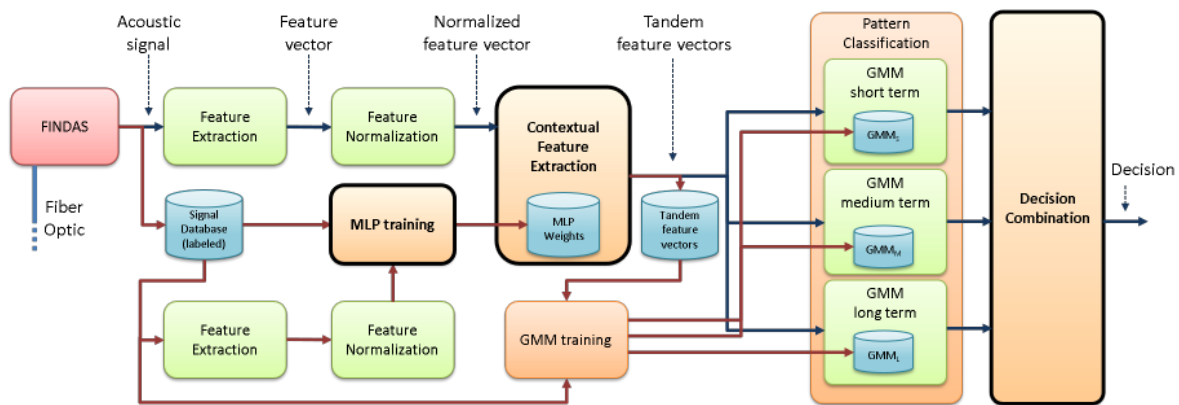 Acoustic
signal
Feature
vector
Normalized
feature vector
Tandem
feature vectors
Pattern
Classification
FINDAS
Feature
Extraction
Feature
Normalization
Contextual
Feature
Extraction
MLP
Weights
GMM
short term
GMMS
GMM
medium term
GMMM
GMM
long term
GMML
Decision
Combination
Decision
Fiber
Optic
Signal
Database
(labeled)
MLP training
Tandem
feature
vectors
Feature
Extraction
Feature
Normalization
GMM training